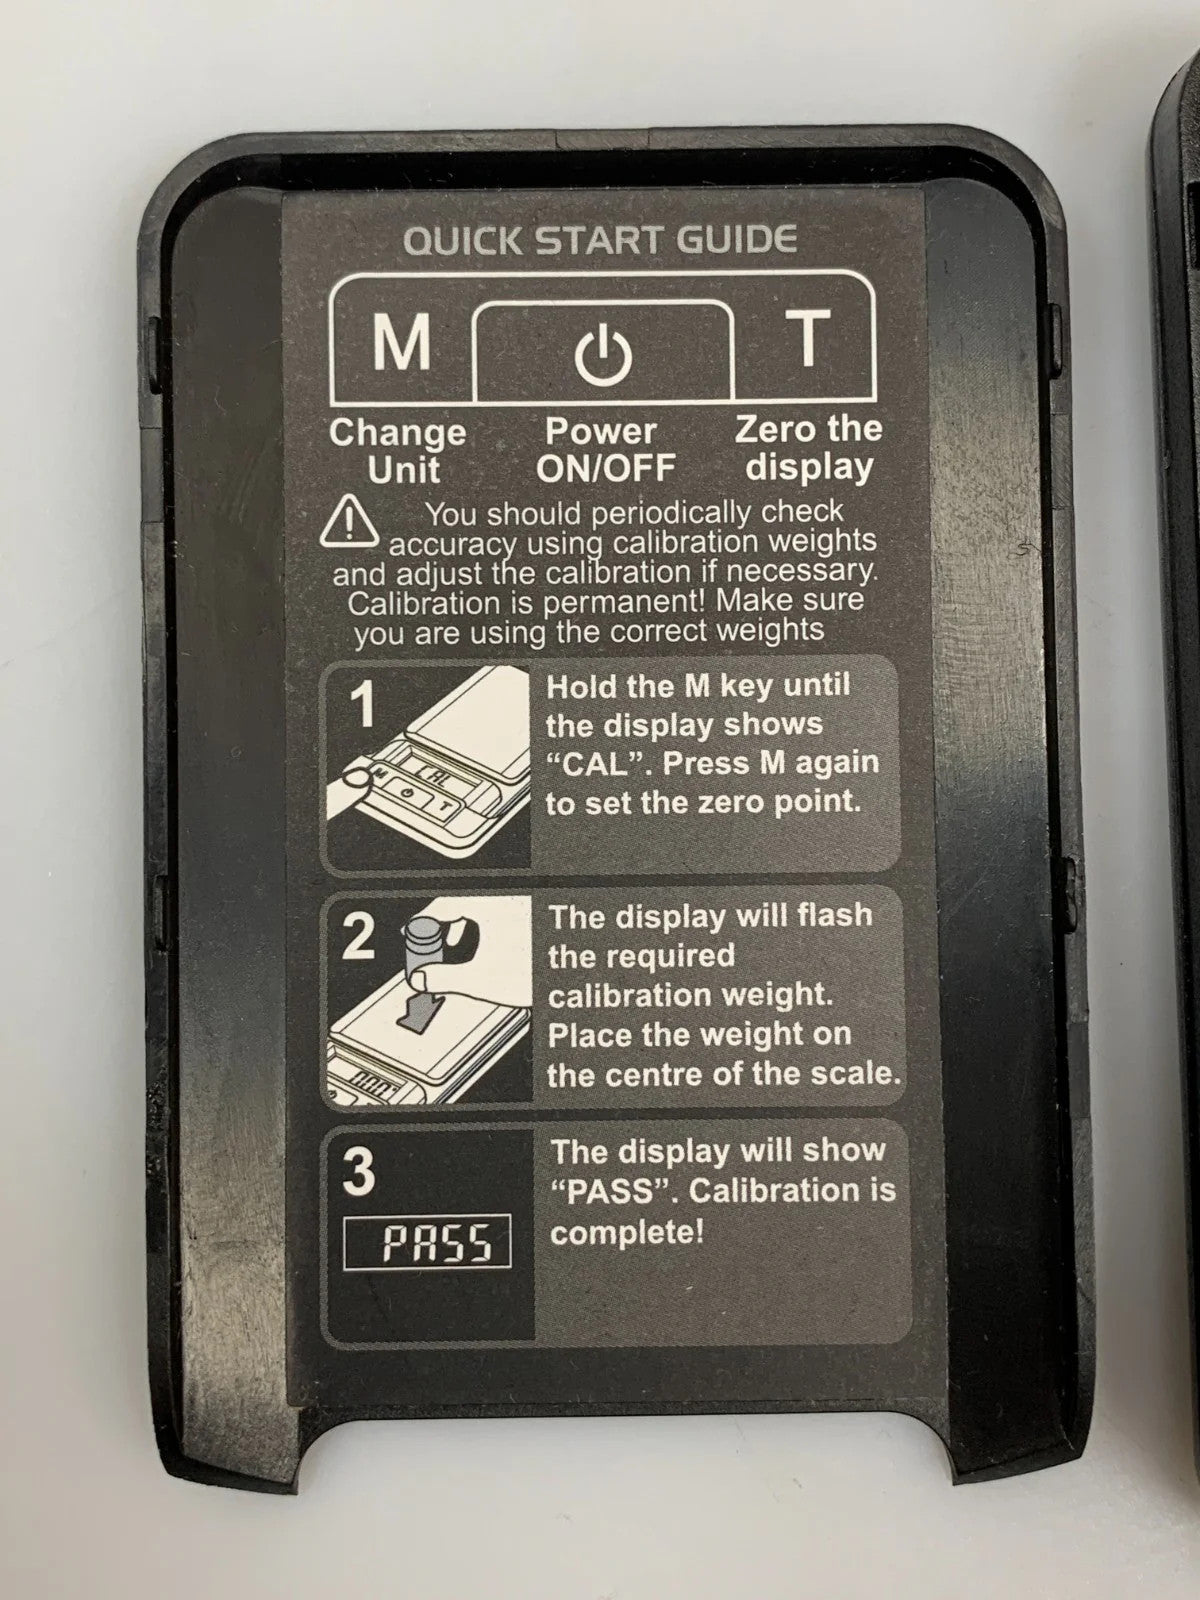 QUICK START GUIDE
M T
Change Unit
Power ON/OFF
Zero the display
You should periodically check
accuracy using calibration weights
and adjust the calibration if necessary.
Calibration is permanent! Make sure
you are using the correct weights
1
M
CAL
T
Hold the M key until
the display shows
“CAL”. Press M again
to set the zero point.
2
The display will flash
the required
calibration weight.
Place the weight on
the centre of the scale.
3
PASS
The display will show
“PASS”. Calibration is
complete!